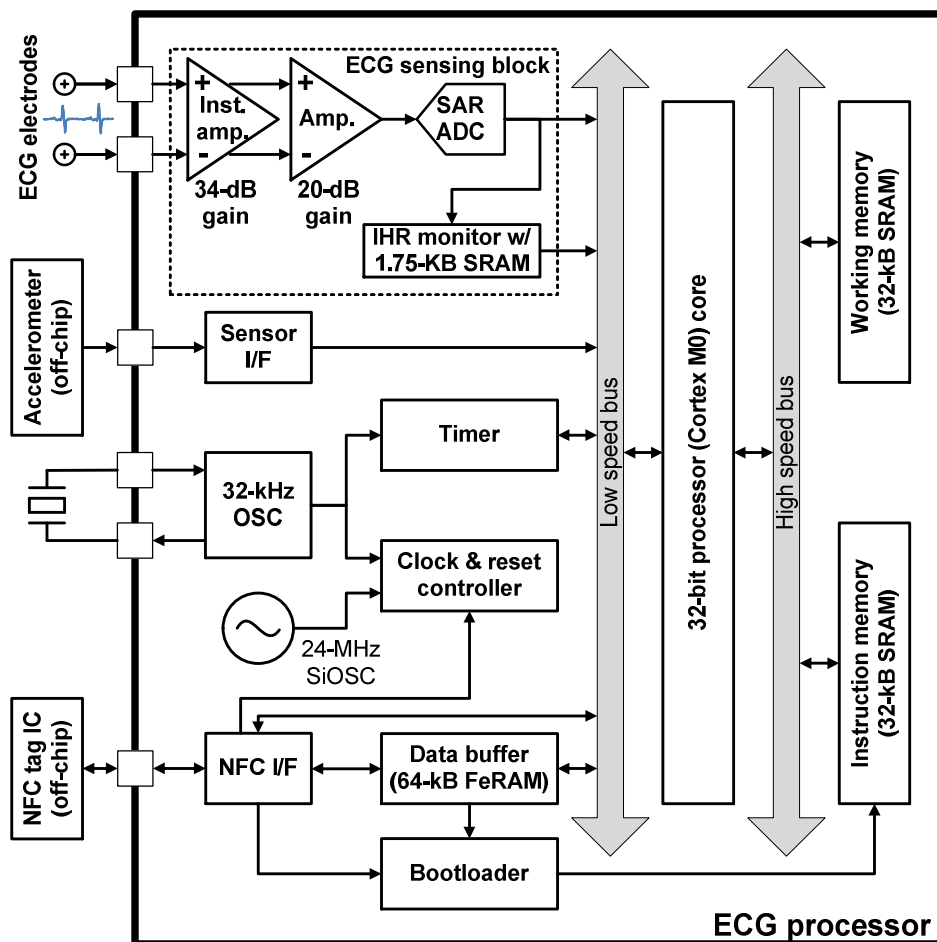 ECG electrodes
ECG sensing block
+
Inst.
amp.
-
34-dB
gain
+
Amp.
-
20-dB
gain
SAR
ADC
IHR monitor w/
1.75-KB SRAM
Accelerometer
(off-chip)
Sensor
I/F
32-kHz
OSC
Timer
Clock & reset
controller
24-MHz
SiOSC
NFC tag IC
(off-chip)
NFC I/F
Data buffer
(64-kB FeRAM)
Bootloader
Low speed bus
32-bit processor (Cortex M0) core
High speed bus
Working memory
(32-kB SRAM)
Instruction memory
(32-kB SRAM)
ECG processor